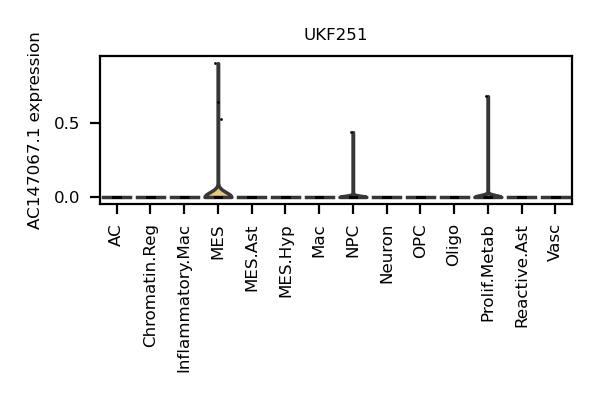 UKF251
AC147067.1 expression
0.5
0.0
AC
Chromatin.Reg
Inflammatory.Mac
MES
MES.Ast
MES.Hyp
Mac
NPC
Neuron
OPC
Oligo
Prolif.Metab
Reactive.Ast
Vasc